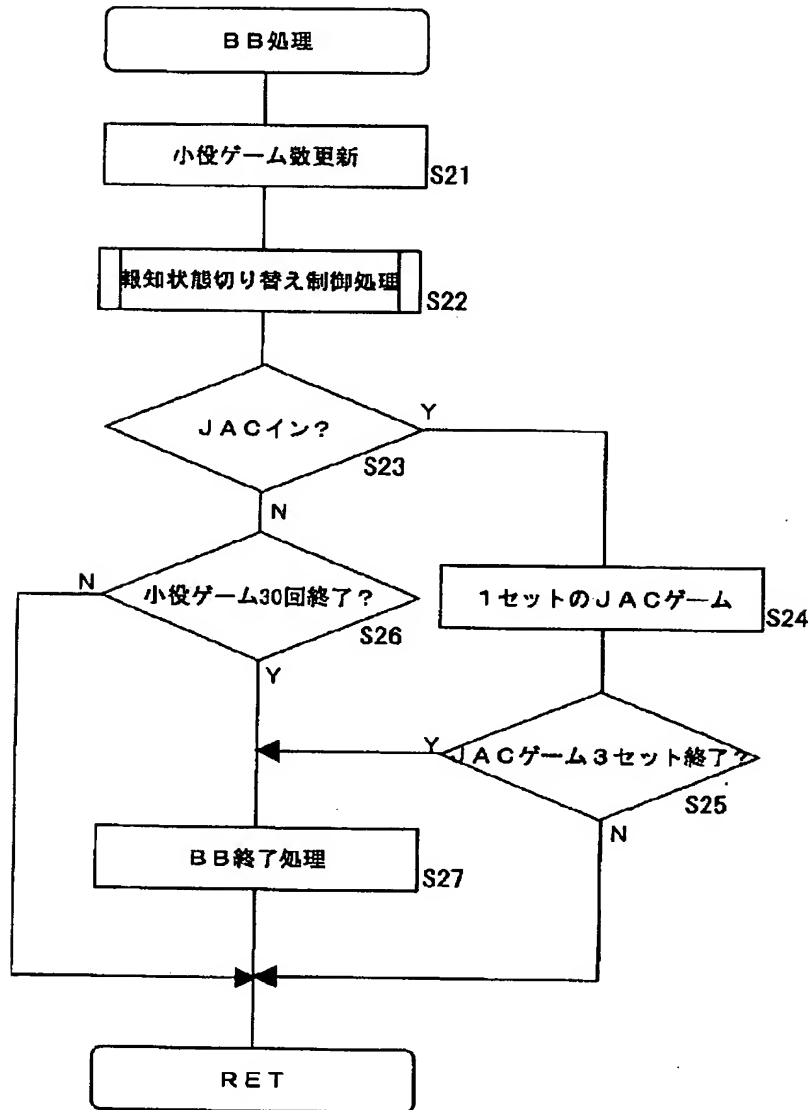 ＢＢ処理
小役ゲーム数更新
S21
報知状態切り替え制御処理
S22
ＪＡＣイン？
Y
S23
N
N
小役ゲーム30回終了？
S26
Y
１セットのＪＡＣゲーム
S24
Y
ＪＡＣゲーム３セット終了？
S25
N
ＢＢ終了処理
S27
ＲＥＴ